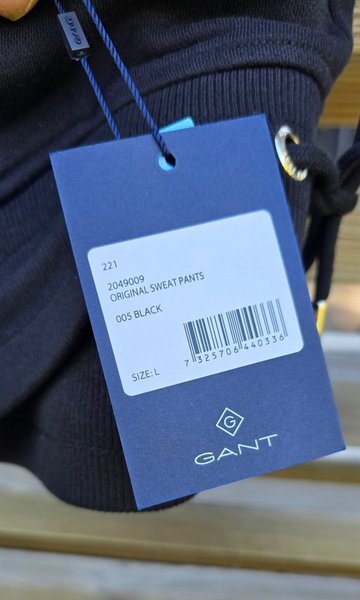 221
2049009
ORIGINAL SWEAT PANTS
005 BLACK
SIZE: L
7 325706 440336
G
GANT